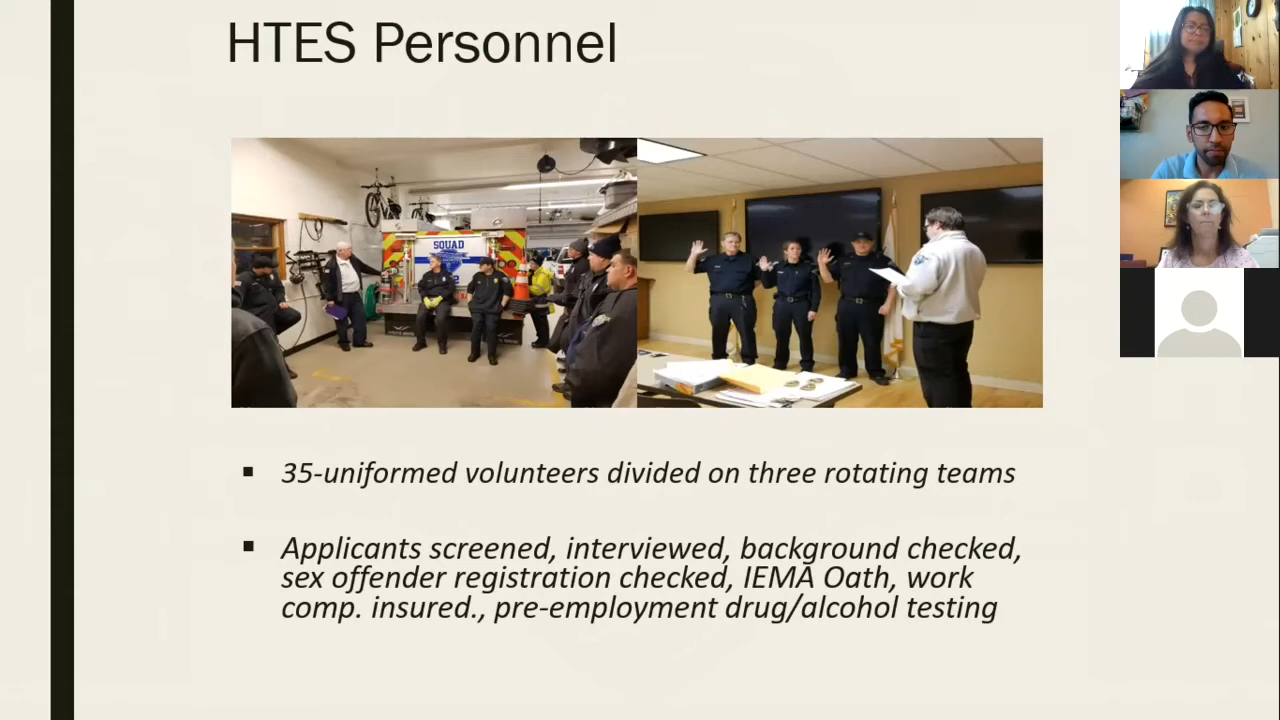 HTES Personnel
SQUAD
35-uniformed volunteers divided on three rotating teams
Applicants screened, interviewed, background checked,
sex offender registration checked, IEMA Oath, work
comp. insured., pre-employment drug/alcohol testing